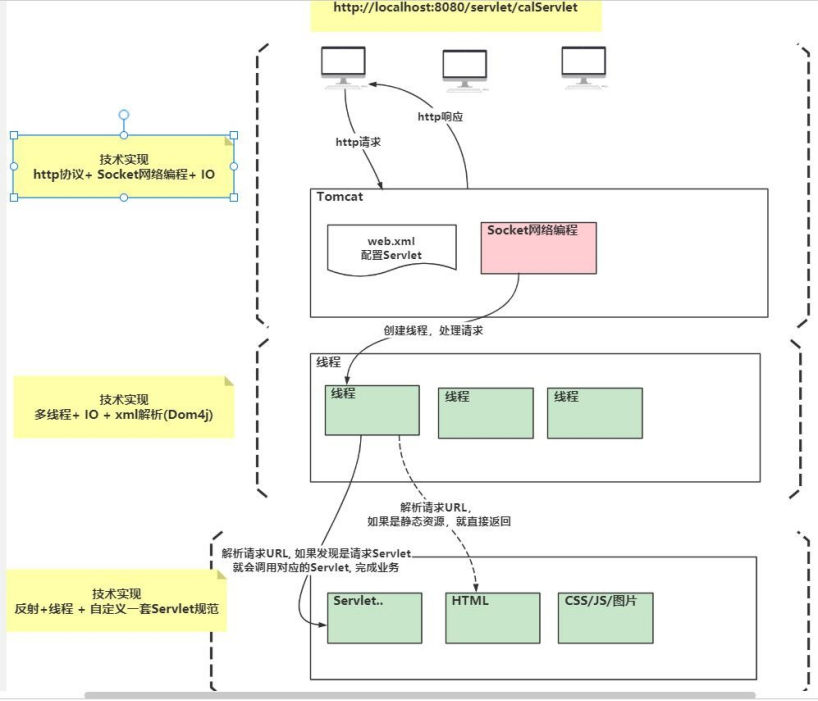 http://localhost:8080/servlet/calServlet
http响应
http请求
技术实现
http协议+ Socket网络编程+ IO
Tomcat
web.xml
配置Servlet
Socket网络编程
创建线程，处理请求
线程
线程
线程
线程
技术实现
多线程+ IO + xml解析(Dom4j)
解析请求URL,
如果是静态资源，就直接返回
解析请求URL, 如果发现是请求Servlet
就会调用对应的Servlet, 完成业务
技术实现
反射+线程 + 自定义一套Servlet规范
Servlet..
HTML
CSS/JS/图片